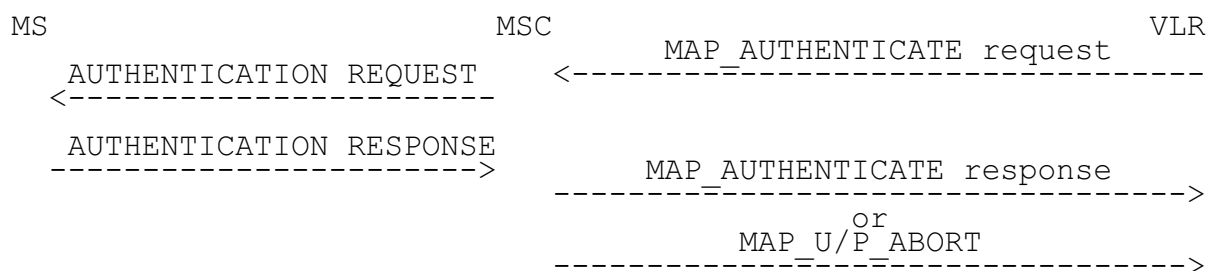 MS MSC VLR
MAP_AUTHENTICATE request
AUTHENTICATION REQUEST <-----------------------------------
<-----------------------
AUTHENTICATION RESPONSE
-----------------------> MAP_AUTHENTICATE response
----------------------------------->
or
MAP_U/P_ABORT
----------------------------------->